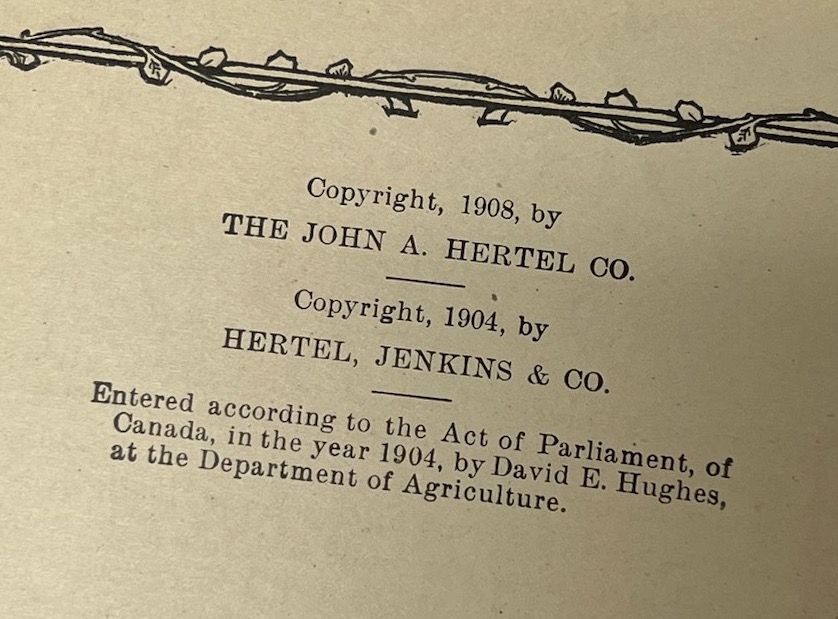 Copyright, 1908, by
THE JOHN A. HERTEL CO.
Copyright, 1904, by
HERTEL, JENKINS & CO.
Entered according to the Act of Parliament, of
Canada, in the year 1904, by David E. Hughes,
at the Department of Agriculture.